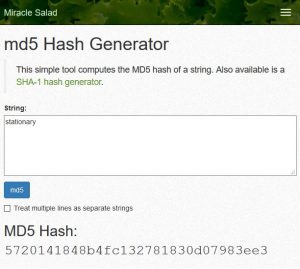 Miracle Salad
md5 Hash Generator
This simple tool computes the MD5 hash of a string. Also available is a
SHA-1 hash generator.
String:
stationary
md5
Treat multiple lines as separate strings
MD5 Hash:
5720141848b4fc132781830d07983ee3